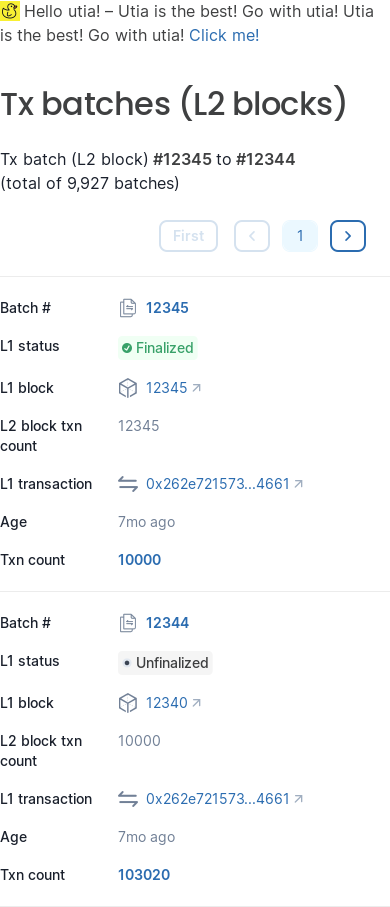 Hello utia! – Utia is the best! Go with utia! Utia
is the best! Go with utia! Click me!
Tx batches (L2 blocks)
Tx batch (L2 block) #12345 to #12344
(total of 9,927 batches)
First
1
Batch # 12345
L1 status Finalized
L1 block 12345
L2 block txn 12345
count
L1 transaction 0x262e721573...4661
Age 7mo ago
Txn count 10000
Batch # 12344
L1 status Unfinalized
L1 block 12340
L2 block txn 10000
count
L1 transaction 0x262e721573...4661
Age 7mo ago
Txn count 103020